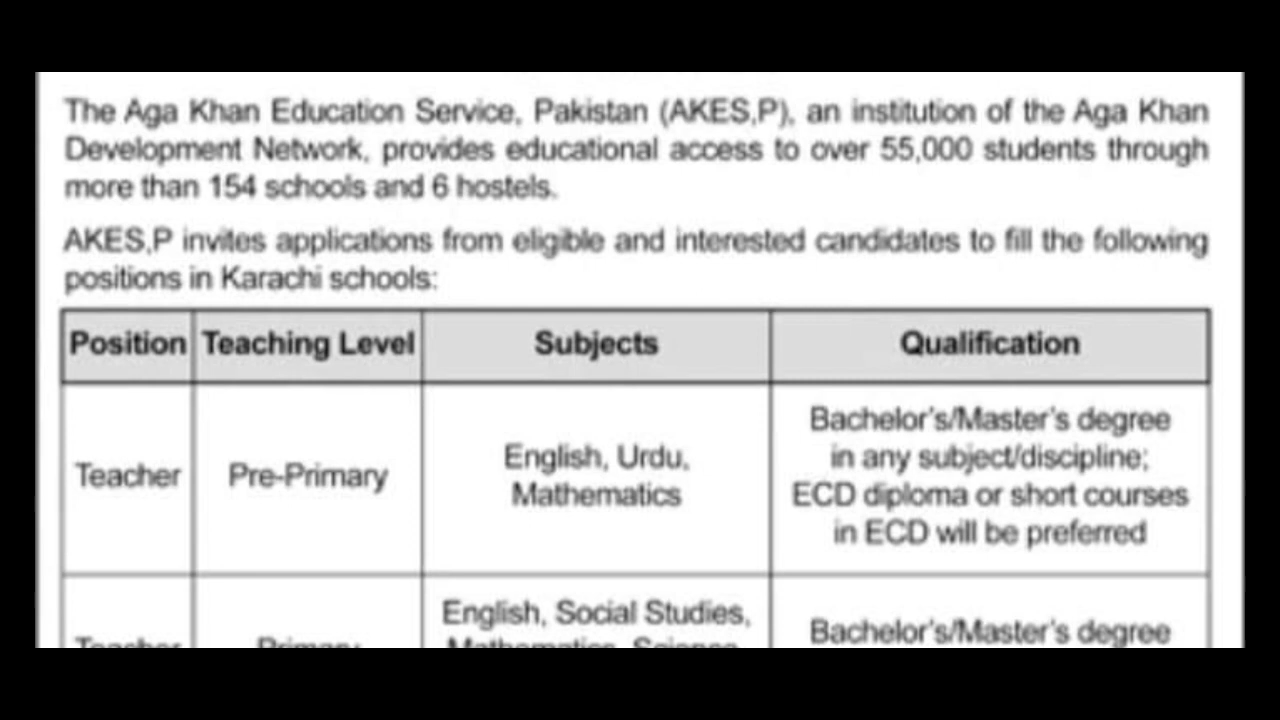 The Aga Khan Education Service, Pakistan (AKES,P), an institution of the Aga Khan
Development Network, provides educational access to over 55,000 students through
more than 154 schools and 6 hostels.
AKES,P invites applications from eligible and interested candidates to fill the following
positions in Karachi schools:
Position Teaching Level Subjects Qualification
Teacher
Pre-Primary
English, Urdu,
Mathematics
Bachelor's/Master's degree
in any subject/discipline;
ECD diploma or short courses
in ECD will be preferred
Teacher
Primary
English, Social Studies,
Mathematics, Science,
Bachelor's/Master's degree